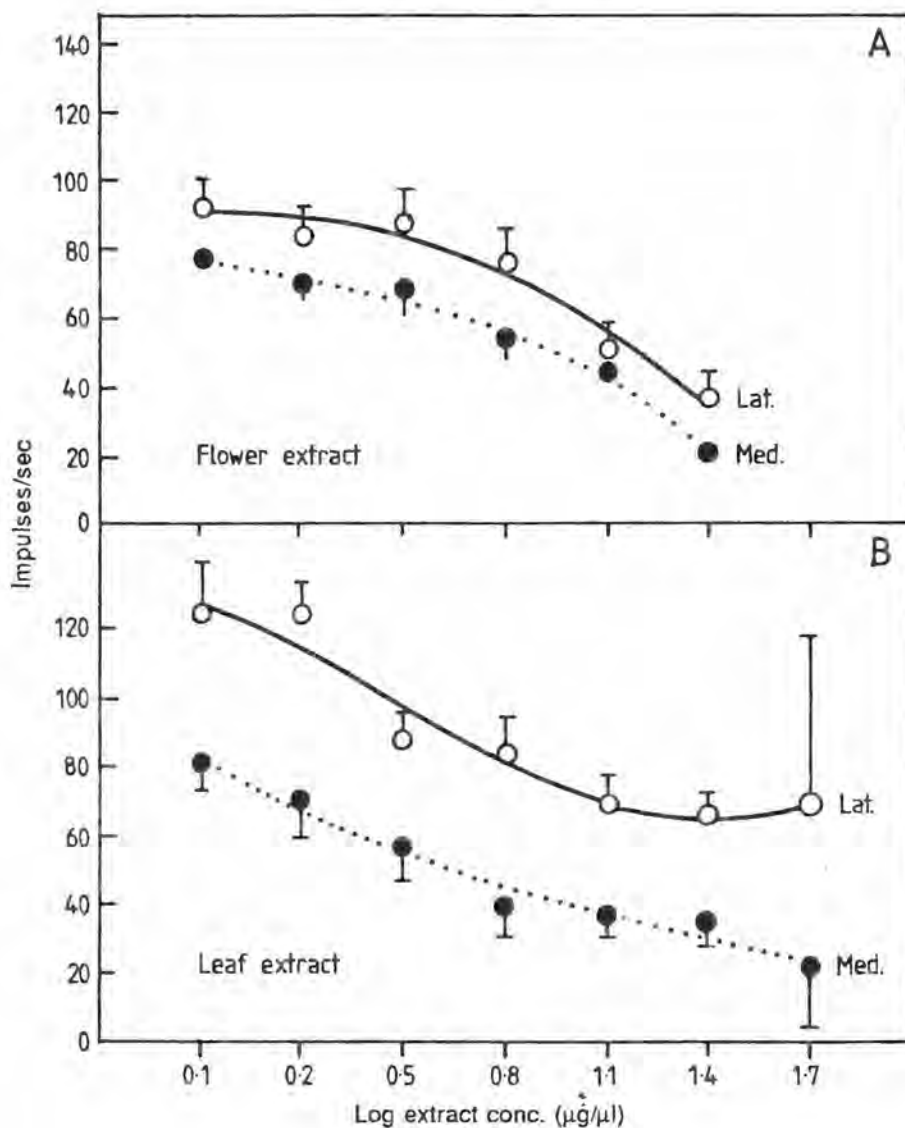 A
140
120
100
80
60
40
20
0
Lat.
Med.
Flower extract
Impulses/sec
B
120
100
80
60
40
20
0
Lat.
Med.
Leaf extract
0·1 0·2 0·5 0·8 1·1 1·4 1·7
Log extract conc. (µg/µl)